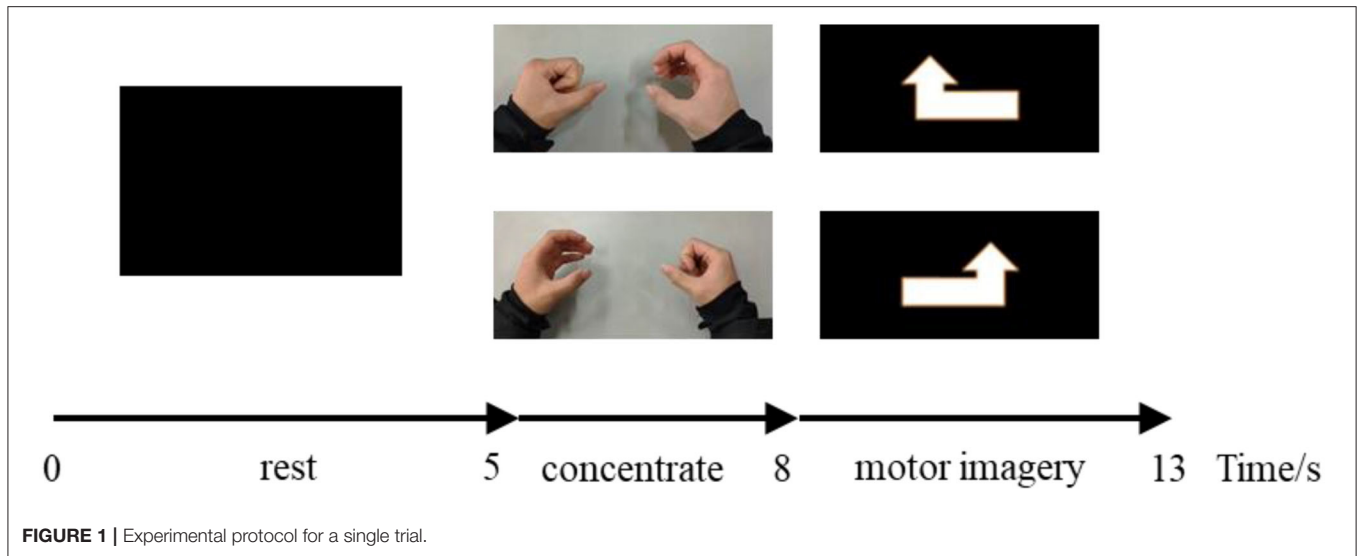 0 rest 5 concentrate 8 motor imagery 13 Time/s
FIGURE 1 | Experimental protocol for a single trial.